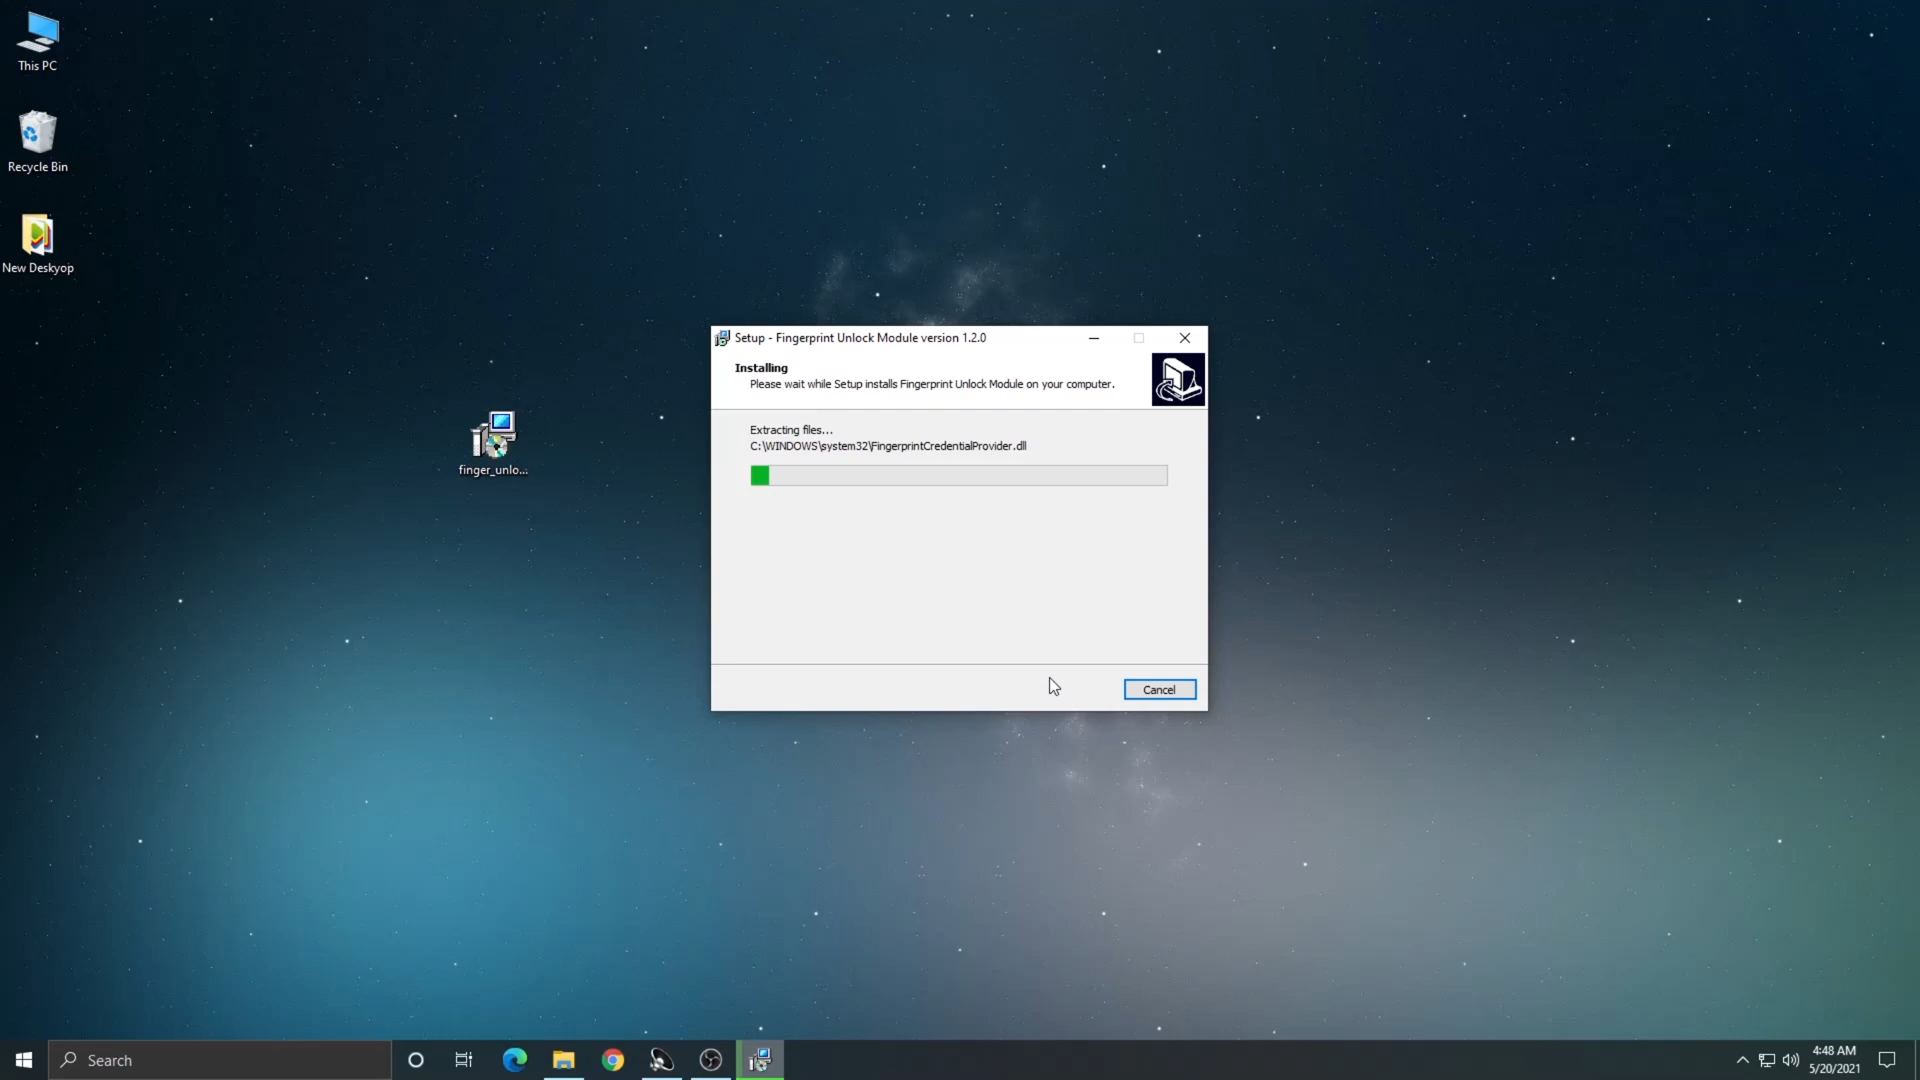 This PC
Recycle Bin
New Deskyop
finger_unlo...
Setup - Fingerprint Unlock Module version 1.2.0
Installing
Please wait while Setup installs Fingerprint Unlock Module on your computer.
Extracting files...
C:\WINDOWS\system32\FingerprintCredentialProvider.dll
Cancel
Search
4:48 AM
5/20/2021